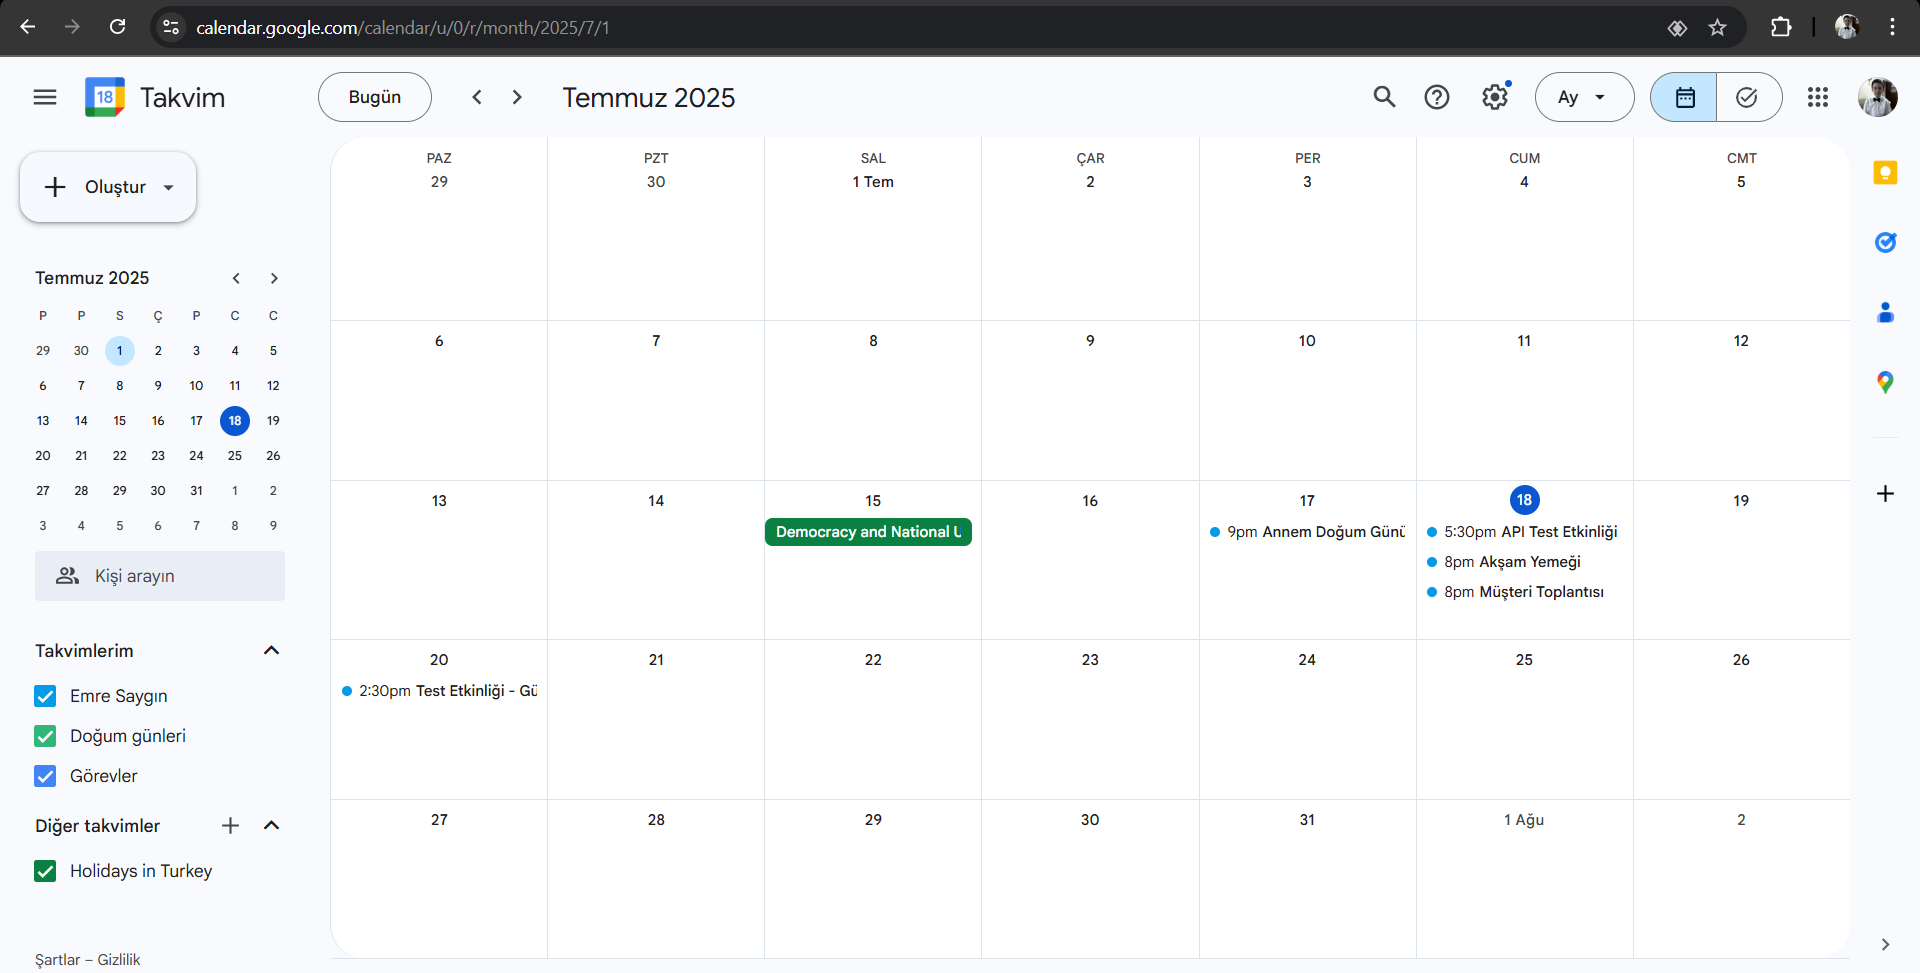 calendar.google.com/calendar/u/0/r/month/2025/7/1
18 Takvim
Bugün
Temmuz 2025
Ay
Oluştur
Temmuz 2025
P P S Ç P C C
29 30 1 2 3 4 5
6 7 8 9 10 11 12
13 14 15 16 17 18 19
20 21 22 23 24 25 26
27 28 29 30 31 1 2
3 4 5 6 7 8 9
Kişi arayın
Takvimlerim
Emre Saygın
Doğum günleri
Görevler
Diğer takvimler
Holidays in Turkey
Şartlar – Gizlilik
PAZ PZT SAL ÇAR PER CUM CMT
29 30 1 Tem 2 3 4 5
6 7 8 9 10 11 12
13 14 15 16 17 18 19
Democracy and National U
9pm Annem Doğum Günü
5:30pm API Test Etkinliği
8pm Akşam Yemeği
8pm Müşteri Toplantısı
20 21 22 23 24 25 26
2:30pm Test Etkinliği - Gü
27 28 29 30 31 1 Ağu 2